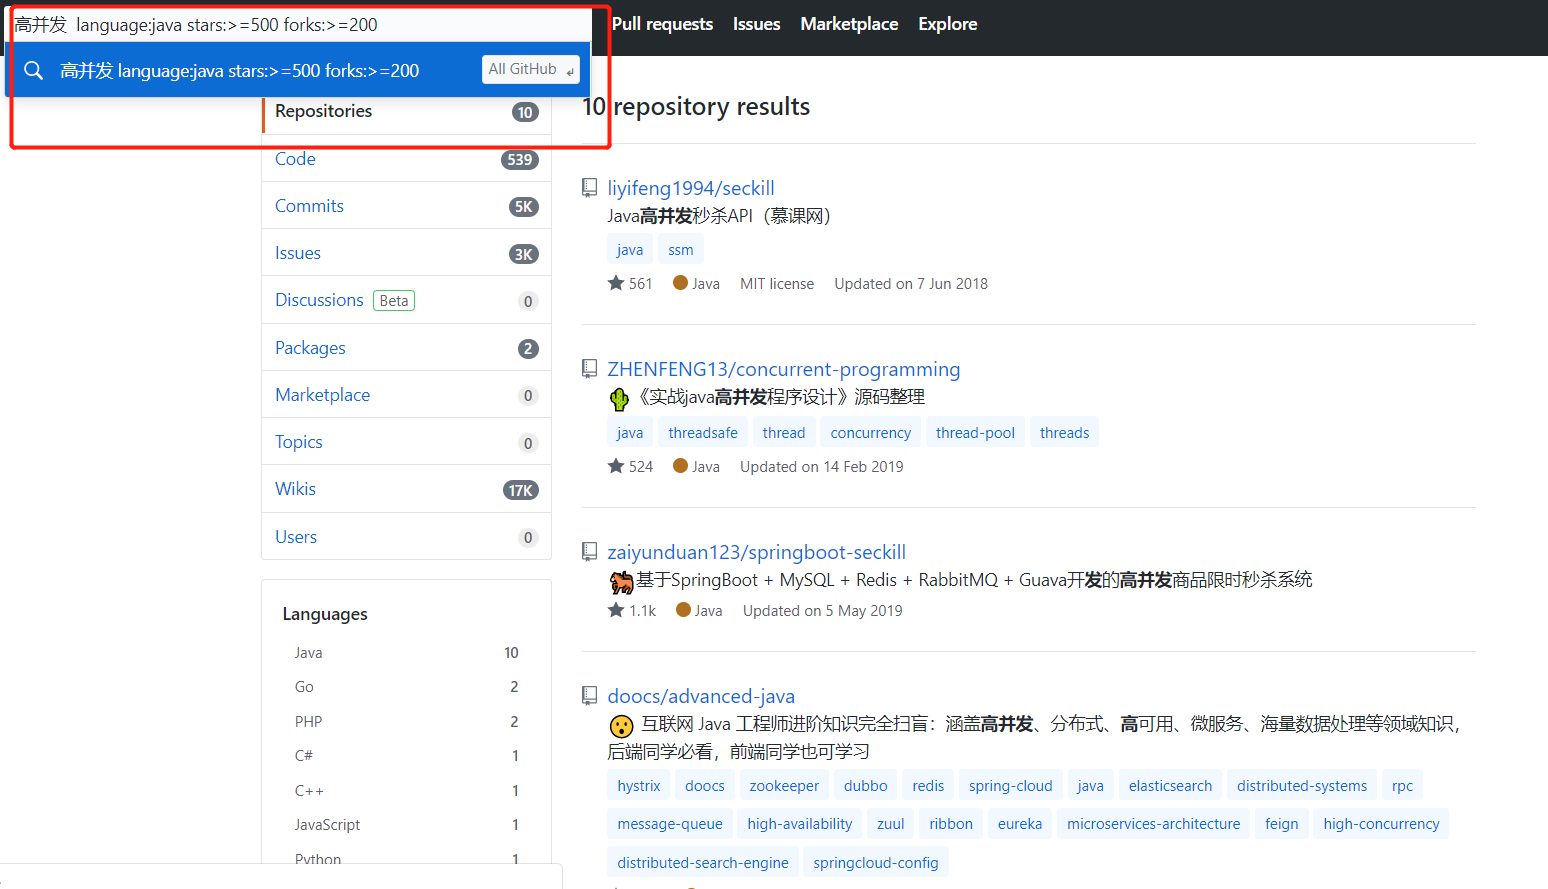 高并发  language:java stars:>=500 forks:>=200
Pull requests Issues Marketplace Explore
高并发 language:java stars:>=500 forks:>=200 All GitHub
Repositories 10
Code 539
Commits 5K
Issues 3K
Discussions Beta 0
Packages 2
Marketplace 0
Topics 0
Wikis 17K
Users 0
Languages
Java 10
Go 2
PHP 2
C# 1
C++ 1
JavaScript 1
Python 1
10 repository results
liyifeng1994/seckill
Java高并发秒杀API（慕课网）
java ssm
561 Java MIT license Updated on 7 Jun 2018
ZHENFENG13/concurrent-programming
《实战java高并发程序设计》源码整理
java threadsafe thread concurrency thread-pool threads
524 Java Updated on 14 Feb 2019
zaiyunduan123/springboot-seckill
基于SpringBoot + MySQL + Redis + RabbitMQ + Guava开发的高并发商品限时秒杀系统
1.1k Java Updated on 5 May 2019
doocs/advanced-java
互联网 Java 工程师进阶知识完全扫盲：涵盖高并发、分布式、高可用、微服务、海量数据处理等领域知识，
后端同学必看，前端同学也可学习
hystrix doocs zookeeper dubbo redis spring-cloud java elasticsearch distributed-systems rpc
message-queue high-availability zuul ribbon eureka microservices-architecture feign high-concurrency
distributed-search-engine springcloud-config